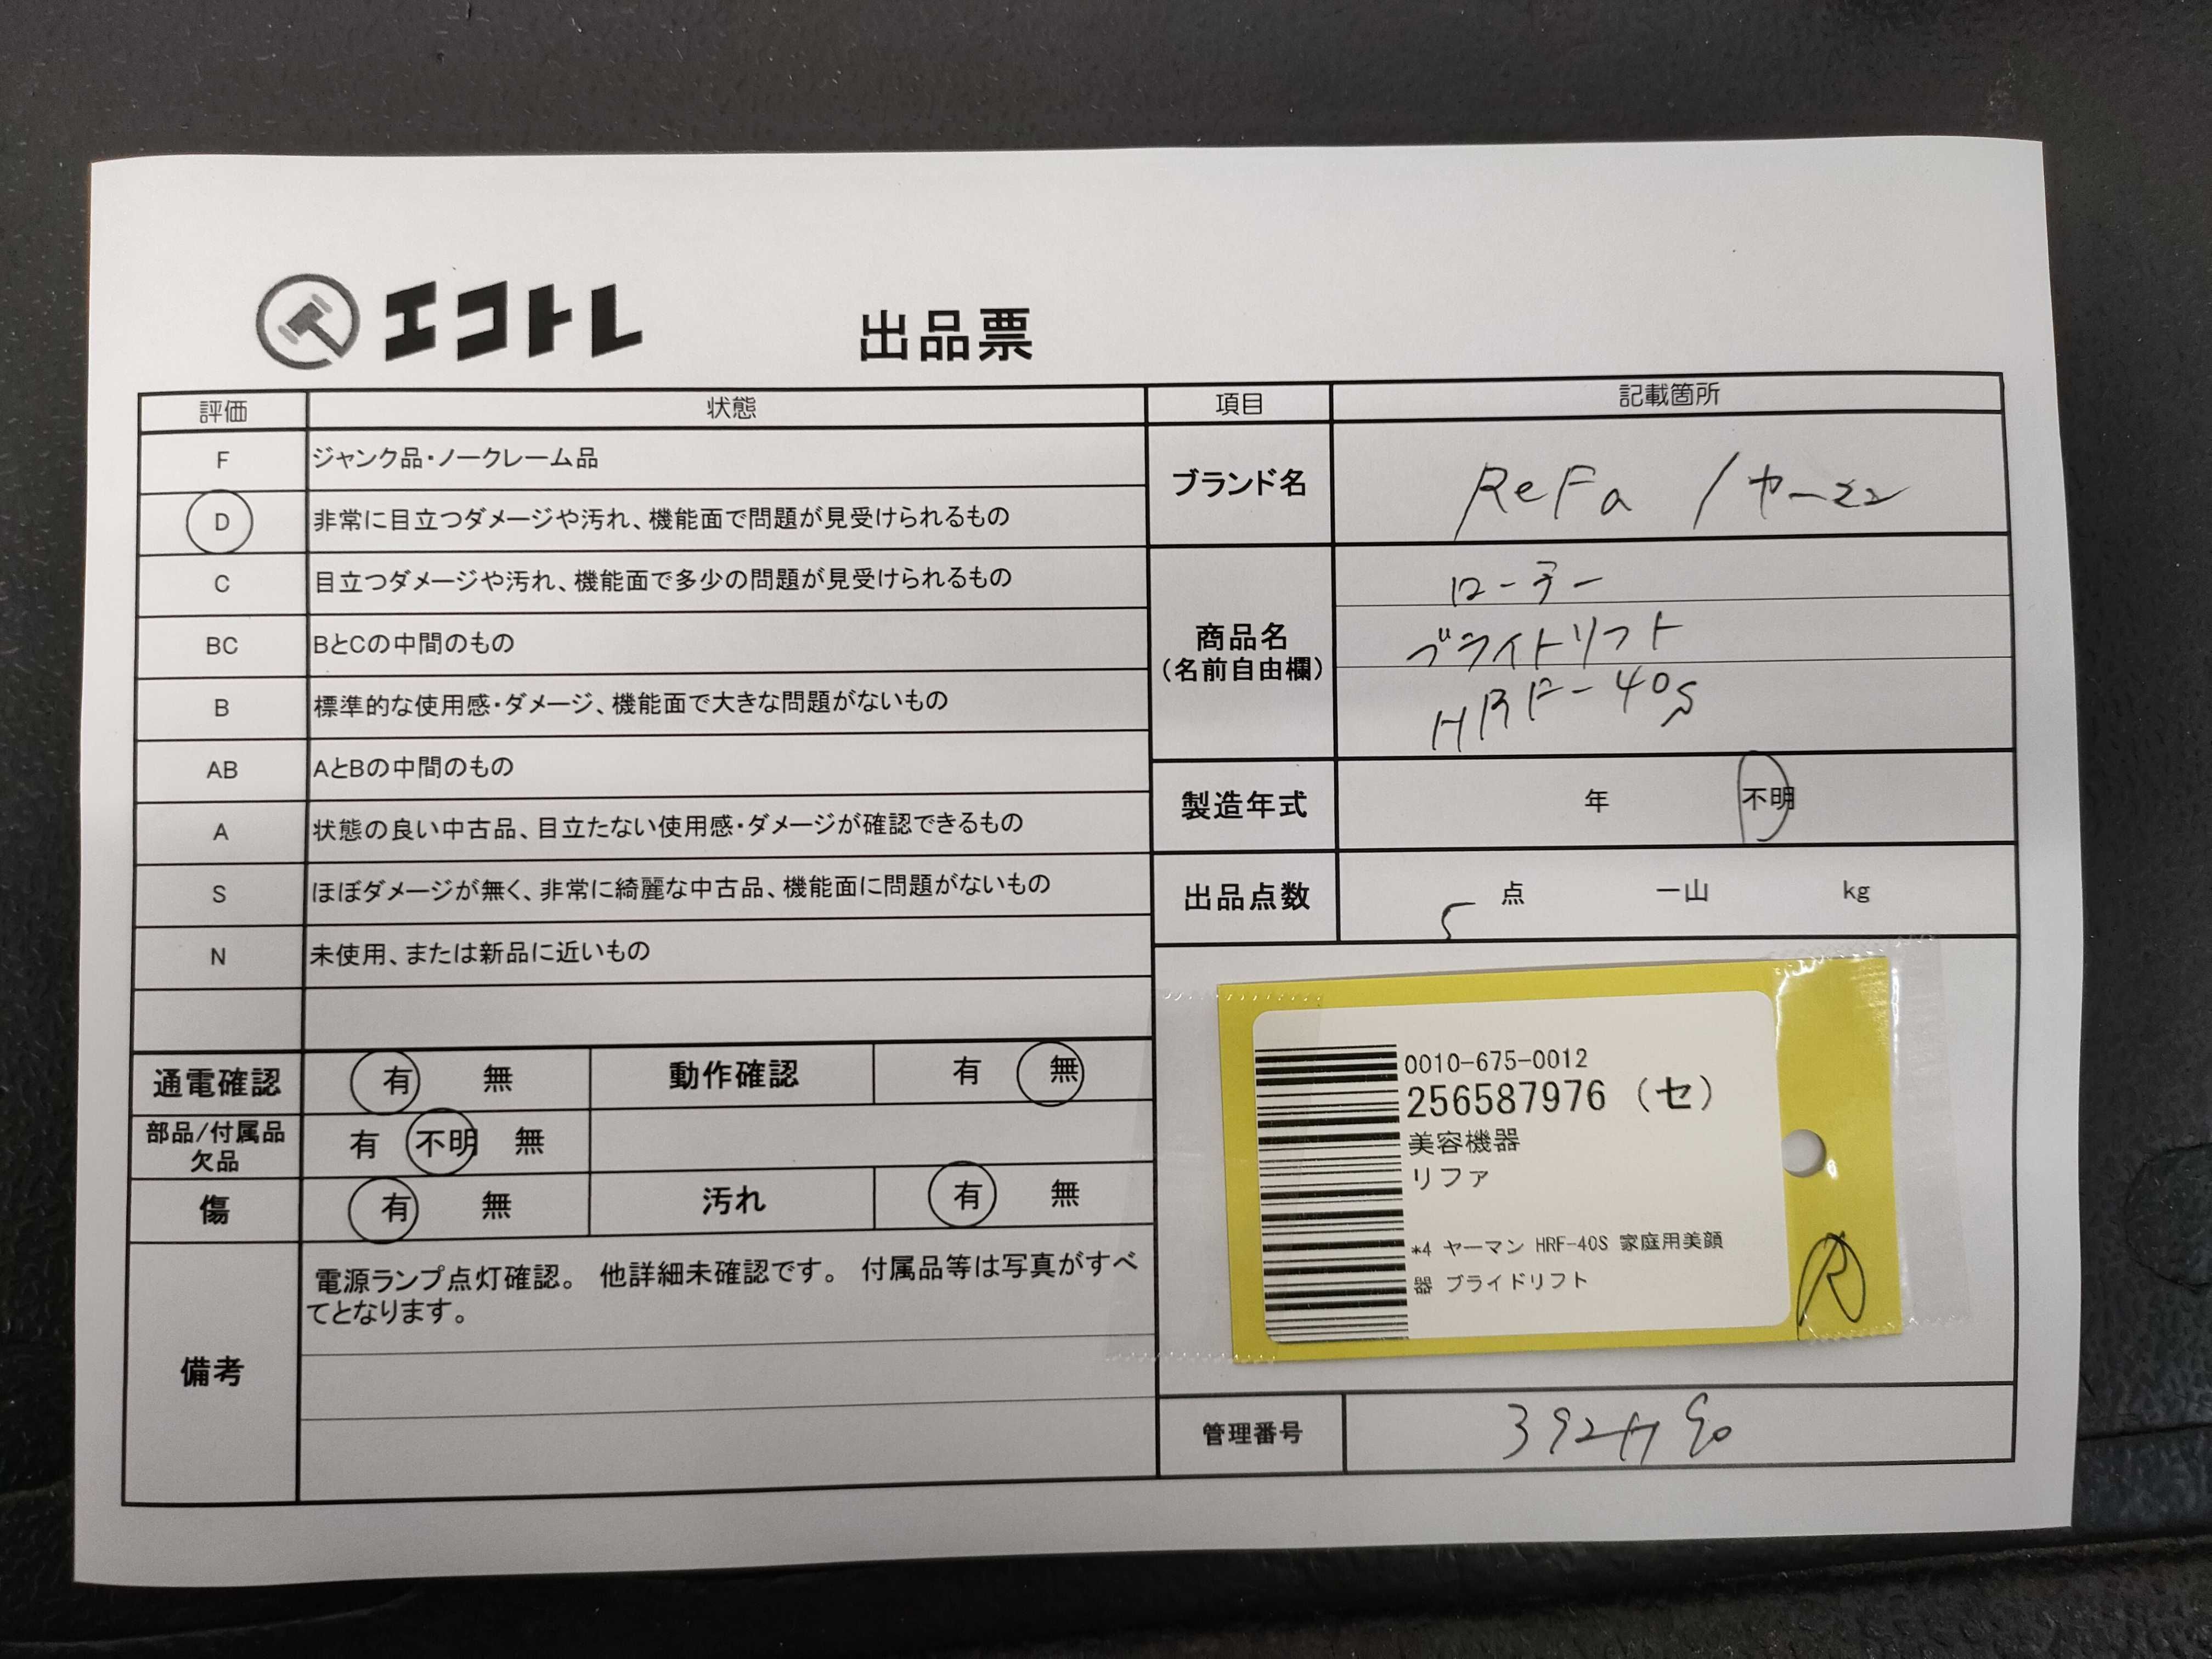 エコトレ
出品票
評価 状態
F ジャンク品・ノークレーム品
D 非常に目立つダメージや汚れ、機能面で問題が見受けられるもの
C 目立つダメージや汚れ、機能面で多少の問題が見受けられるもの
BC BとCの中間のもの
B 標準的な使用感・ダメージ、機能面で大きな問題がないもの
AB AとBの中間のもの
A 状態の良い中古品、目立たない使用感・ダメージが確認できるもの
S ほぼダメージが無く、非常に綺麗な中古品、機能面に問題がないもの
N 未使用、または新品に近いもの
通電確認 有 無 動作確認 有 無
部品/付属品
欠品 有 不明 無
傷 有 無 汚れ 有 無
備考
電源ランプ点灯確認。 他詳細未確認です。 付属品等は写真がすべ
てとなります。
項目 記載箇所
ブランド名 ReFa /ヤーマン
商品名
(名前自由欄)
ローラー
ブライトリフト
HRF-40S
製造年式 年 不明
出品点数 5 点 一山 kg
0010-675-0012
256587976 (セ)
美容機器
リファ
*4 ヤーマン HRF-40S 家庭用美顔
器 ブライドリフト
R
管理番号